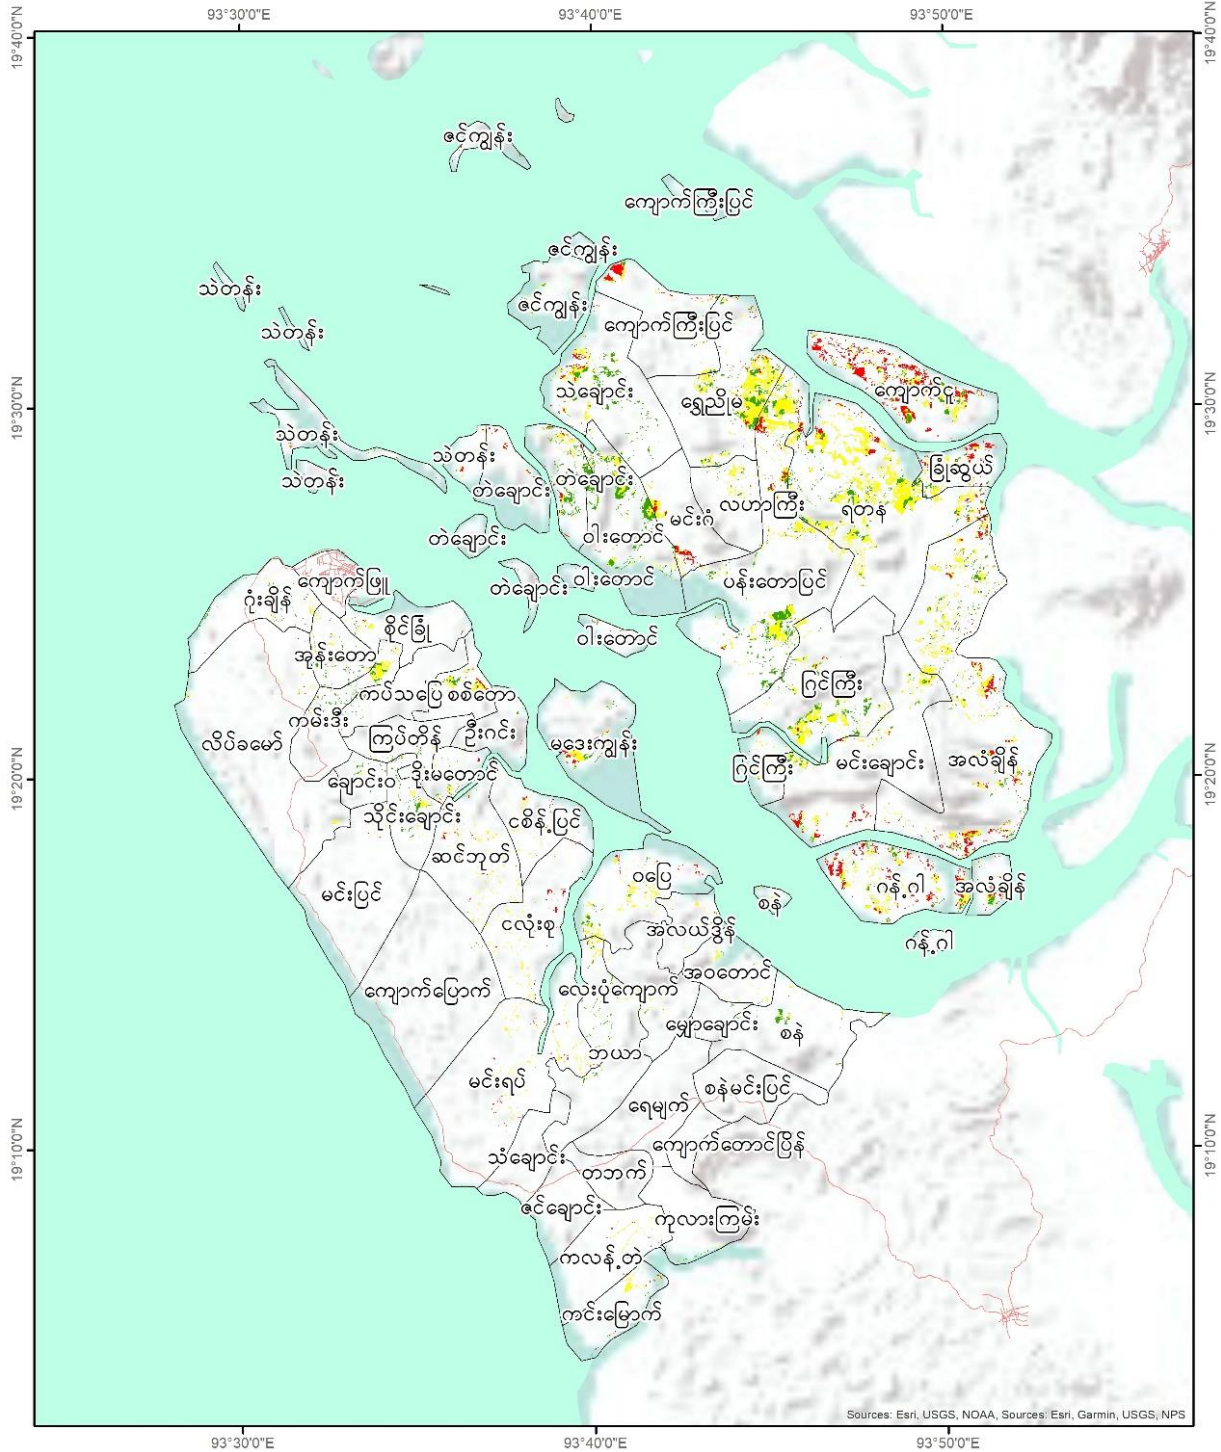 93°30'0"E
93°40'0"E
93°50'0"E
19°40'0"N
19°40'0"N
ဇင်ကျွန်း
ကျောက်ကြီးပြင်
ဇင်ကျွန်း
သဲတန်း
ဇင်ကျွန်း
သဲတန်း
ကျောက်ကြီးပြင်
19°30'0"N
19°30'0"N
သဲချောင်း
ရွှေညိုမ
ကျောက်ငူ
သဲတန်း
သဲတန်း
သဲတန်း
တဲချောင်း
တဲချောင်း
ခြုံဆွယ်
လဟာကြီး
ရတန
မင်းဂံ
ဝါးတောင်
တဲချောင်း
ကျောက်ဖြူ
တဲချောင်း
ဝါးတောင်
ပန်းတောပြင်
ဂုံးချိန်
စိုင်ခြုံ
ဝါးတောင်
အုန်းတော
ကပ်သပြေ
စစ်တော
ဂြင်ကြီး
ကမ်းဒီး
လိပ်ခမော်
ကြပ်တိန်
ဦးဂင်း
မဒေးကျွန်း
ဂြင်ကြီး
မင်းချောင်း
အလံချိန်
19°20'0"N
19°20'0"N
ချောင်းဝ
ဒိုးမတောင်
သိုင်းချောင်း
ငစိန့်ပြင်
ဆင်ဘုတ်
မင်းပြင်
ဝပြေ
ဂန့်ဂါ
အလံချိန်
စနဲ
ငလုံးစု
အလယ်ဒွိန်
ဂန့်ဂါ
အဝတောင်
ကျောက်ပြောက်
လေးပုံကျောက်
မျှောချောင်း
စနဲ
ဘယာ
မင်းရပ်
စနဲမင်းပြင်
ရေမျက်
19°10'0"N
19°10'0"N
သံချောင်း
ကျောက်တောင်ပြိန်
တဘက်
ဇင်ချောင်း
ကုလားကြမ်း
ကလန့်တဲ
ကင်းမြောက်
Sources: Esri, USGS, NOAA, Sources: Esri, Garmin, USGS, NPS
93°30'0"E
93°40'0"E
93°50'0"E